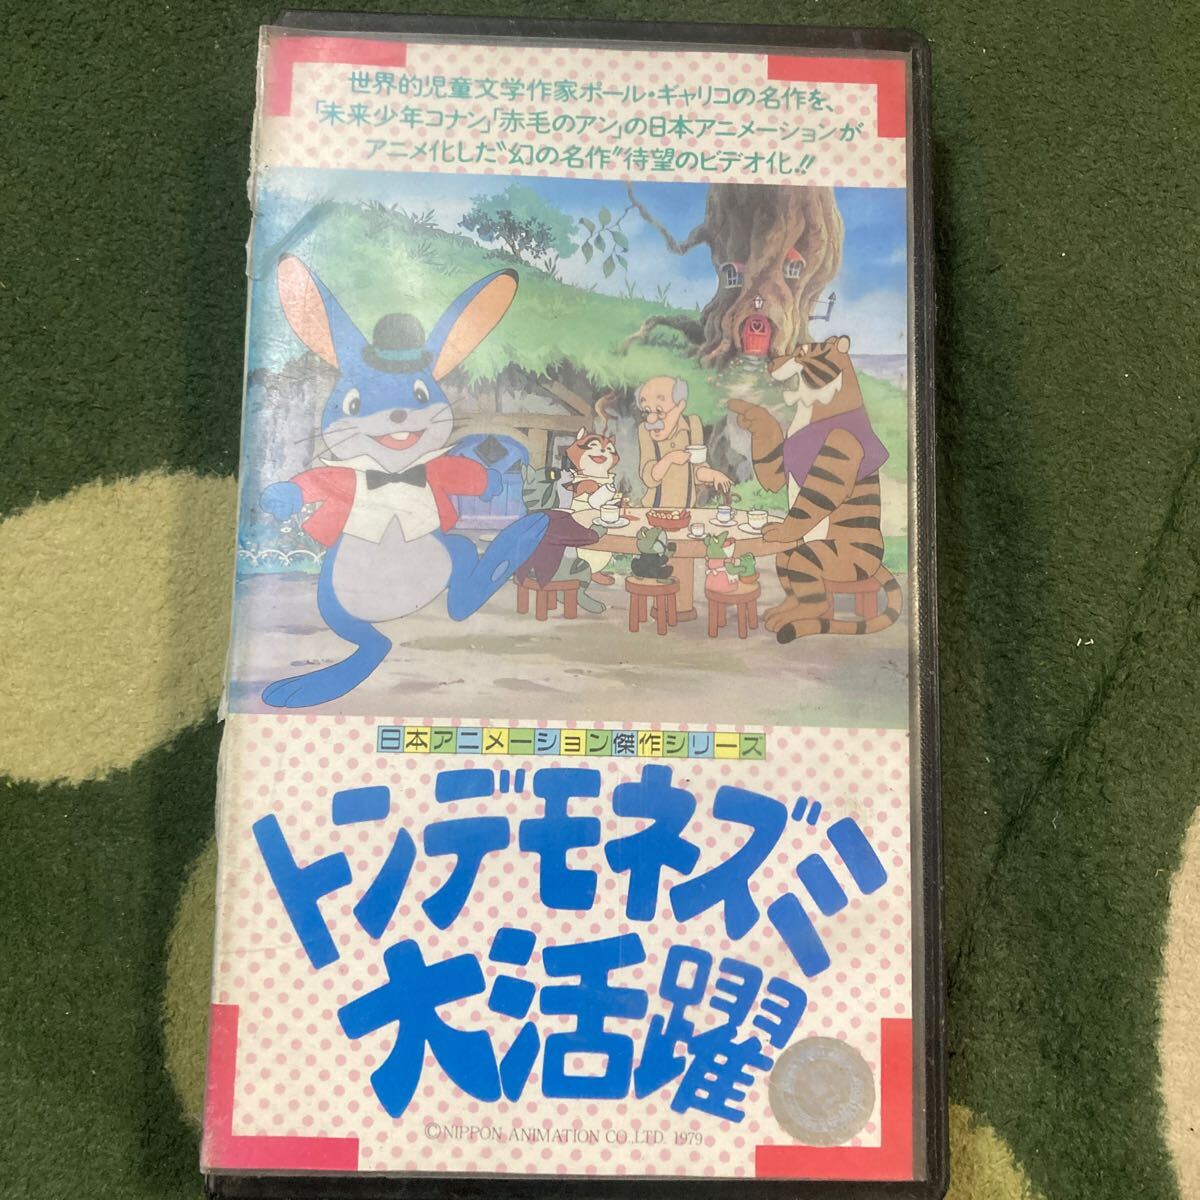 世界的児童文学作家ポール・ギャリコの名作を、
「未来少年コナン」「赤毛のアン」の日本アニメーションが
アニメ化した“幻の名作”待望のビデオ化!!
日本アニメーション傑作シリーズ
トンデモネズミ
大活躍
©NIPPON ANIMATION CO.,LTD. 1979